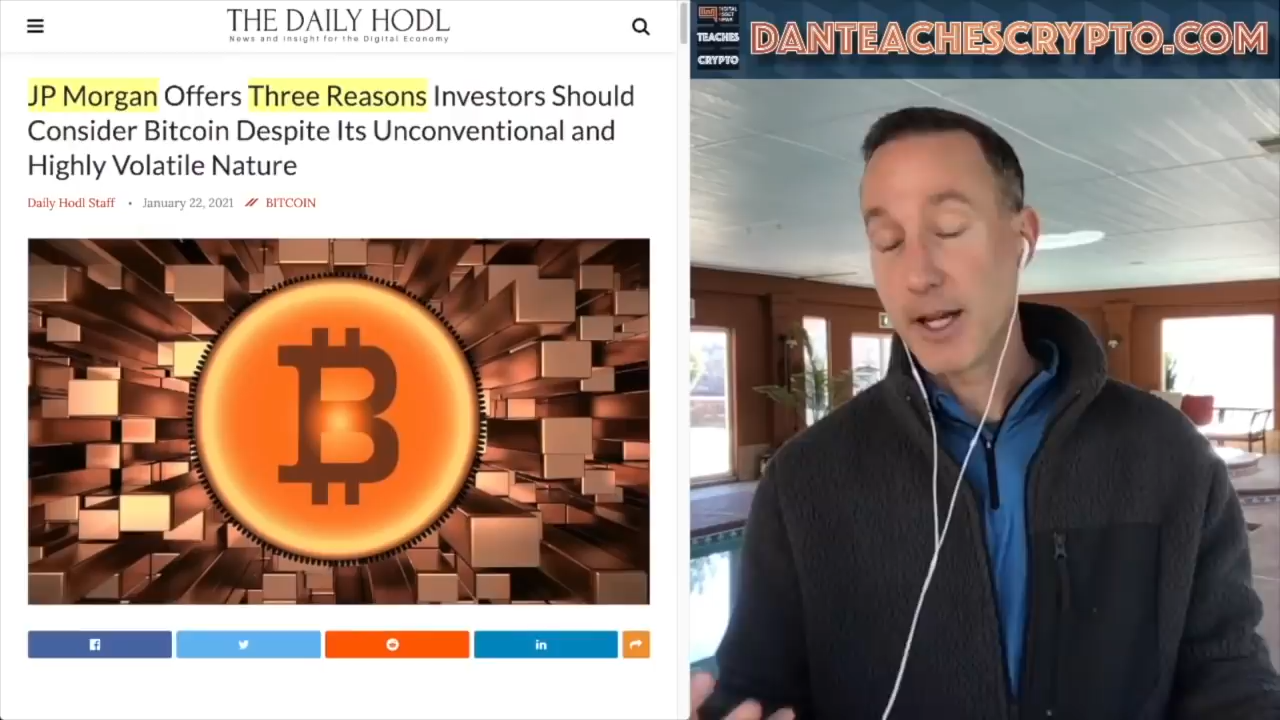 THE DAILY HODL
News and Insight for the Digital Economy
JP Morgan Offers Three Reasons Investors Should
Consider Bitcoin Despite Its Unconventional and
Highly Volatile Nature
Daily Hodl Staff • January 22, 2021 // BITCOIN
TEACHES
CRYPTO
DANTEACHESCRYPTO.COM